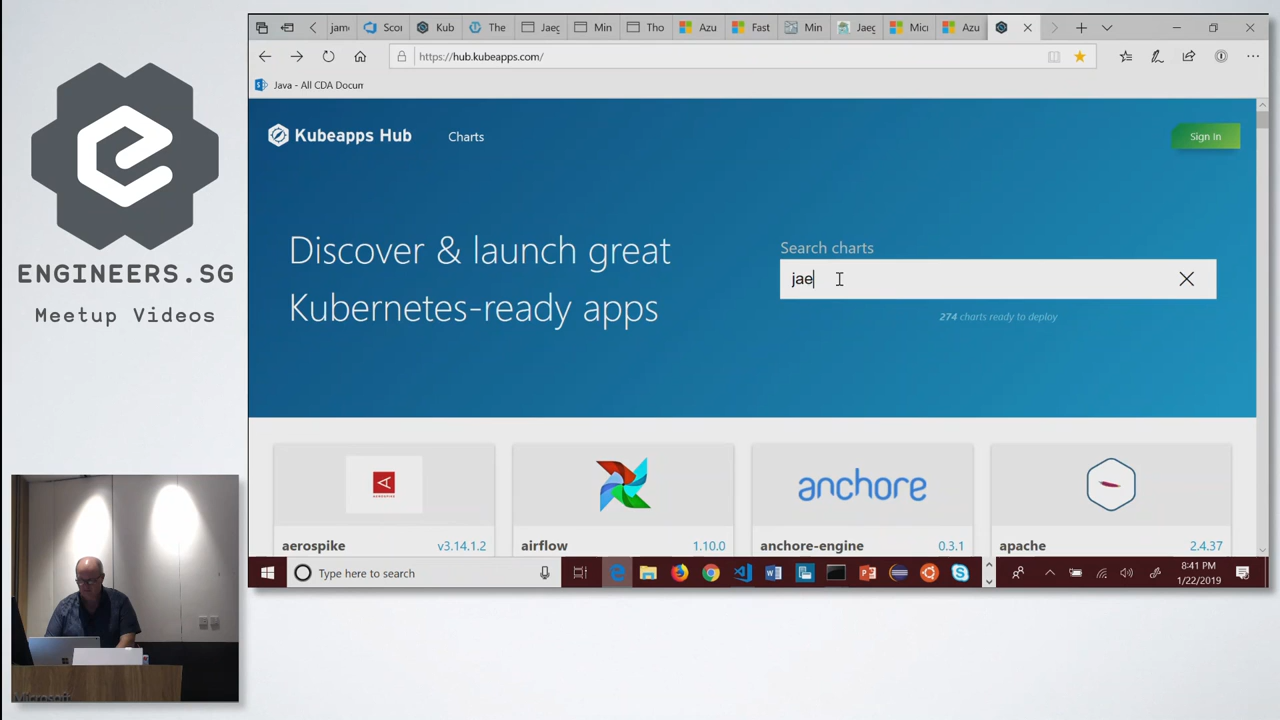 jam
Sco
Kub
The
Jaeg
Min
Tho
Azu
Fast
Min
Jaeg
Micr
Azu
https://hub.kubeapps.com/
Java - All CDA Docum
Kubeapps Hub
Charts
Sign In
Discover & launch great
Kubernetes-ready apps
Search charts
jae
274 charts ready to deploy
anchore
aerospike
v3.14.1.2
airflow
1.10.0
anchore-engine
0.3.1
apache
2.4.37
Type here to search
8:41 PM
1/22/2019
ENGINEERS.SG
Meetup Videos
Microsoft